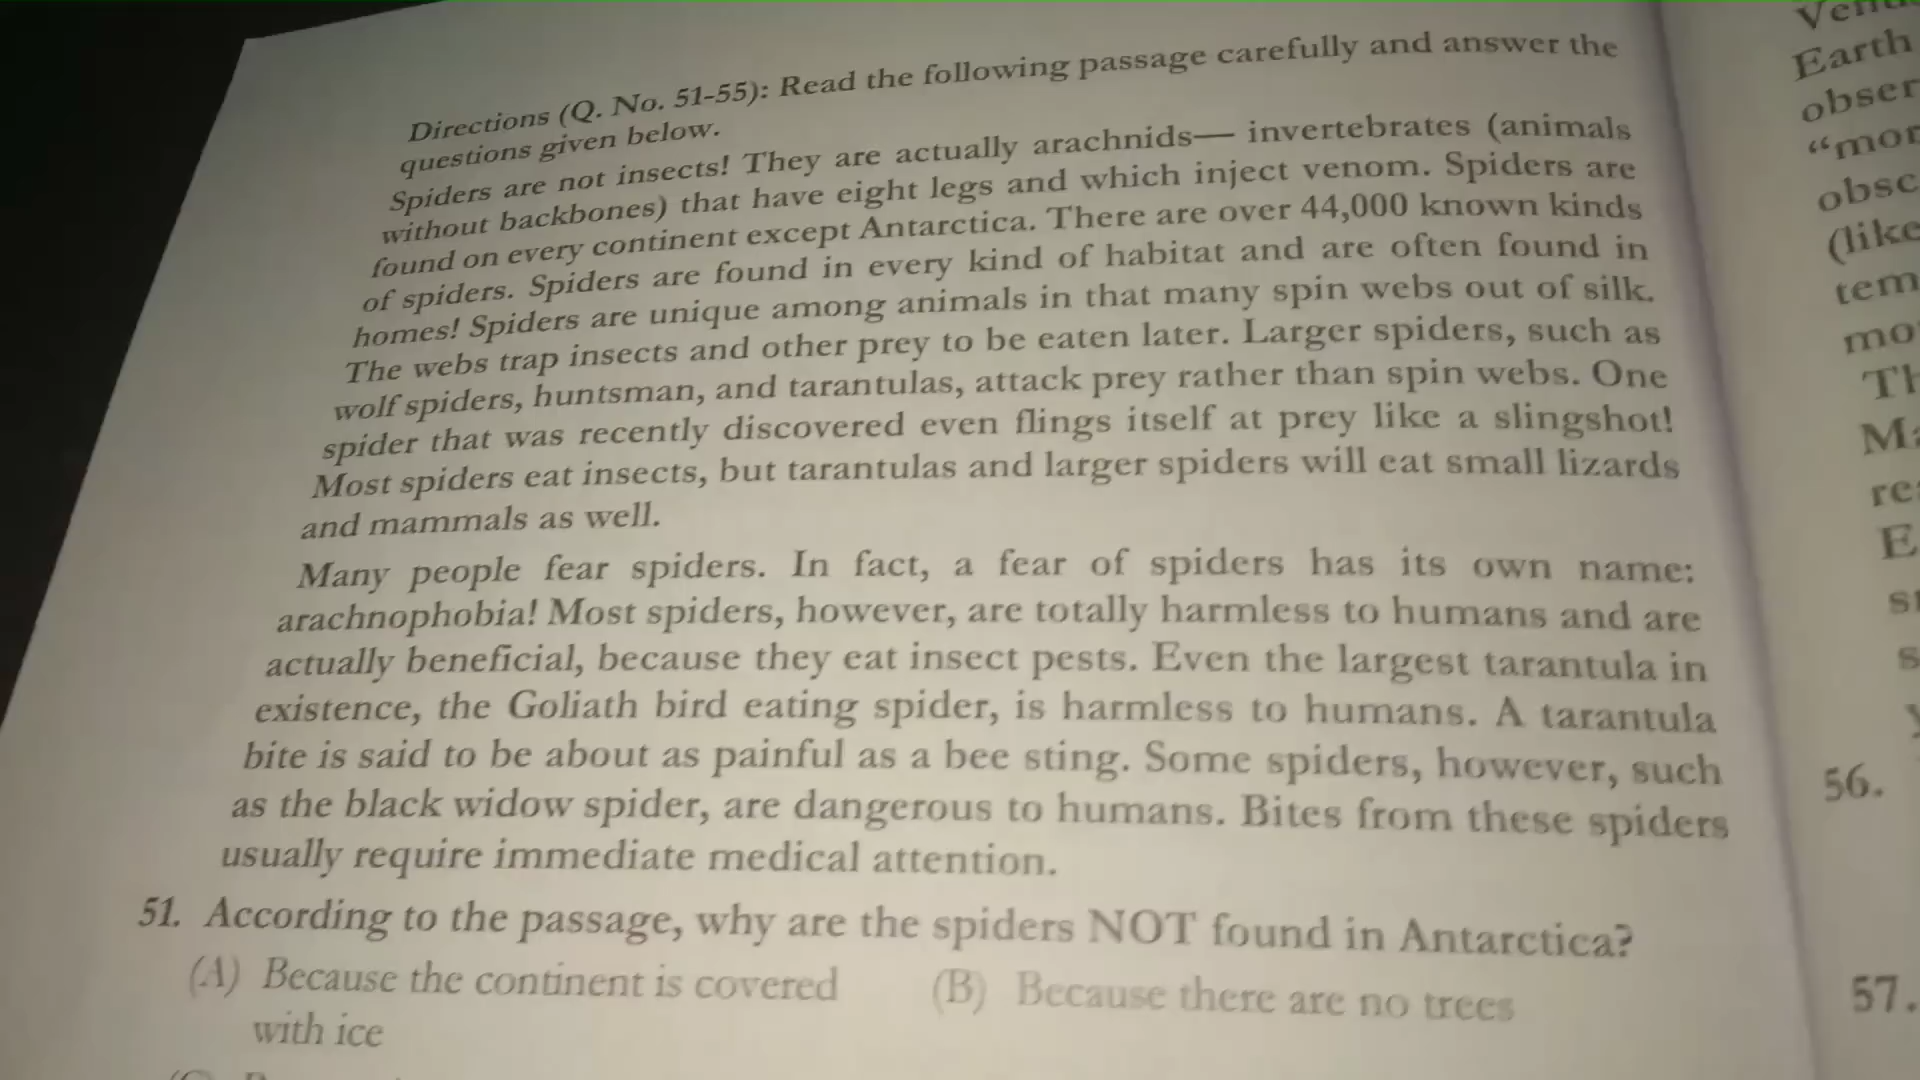 Directions (Q. No. 51-55): Read the following passage carefully and answer the
questions given below.
Spiders are not insects! They are actually arachnids— invertebrates (animals
without backbones) that have eight legs and which inject venom. Spiders are
found on every continent except Antarctica. There are over 44,000 known kinds
of spiders. Spiders are found in every kind of habitat and are often found in
homes! Spiders are unique among animals in that many spin webs out of silk.
The webs trap insects and other prey to be eaten later. Larger spiders, such as
wolf spiders, huntsman, and tarantulas, attack prey rather than spin webs. One
spider that was recently discovered even flings itself at prey like a slingshot!
Most spiders eat insects, but tarantulas and larger spiders will eat small lizards
and mammals as well.
Many people fear spiders. In fact, a fear of spiders has its own name:
arachnophobia! Most spiders, however, are totally harmless to humans and are
actually beneficial, because they eat insect pests. Even the largest tarantula in
existence, the Goliath bird eating spider, is harmless to humans. A tarantula
bite is said to be about as painful as a bee sting. Some spiders, however, such
as the black widow spider, are dangerous to humans. Bites from these spiders
usually require immediate medical attention.
51. According to the passage, why are the spiders NOT found in Antarctica?
(A) Because the continent is covered
with ice
(B) Because there are no trees
Earth
(like
56.
57.